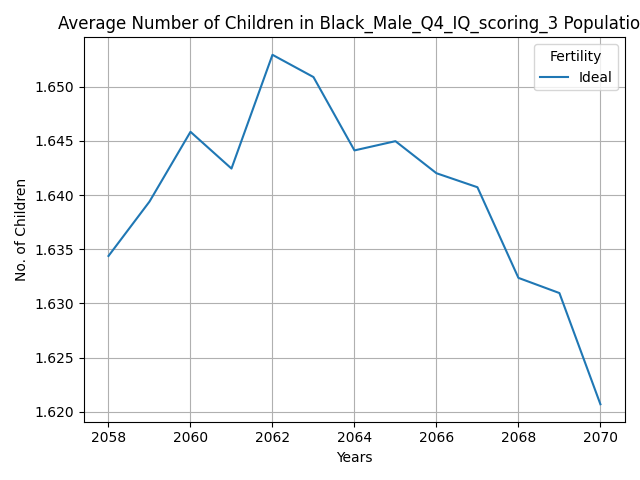 Average Number of Children in Black_Male_Q4_IQ_scoring_3 Populatio
Fertility
Ideal
1.650
1.645
1.640
1.635
1.630
1.625
1.620
No. of Children
2058 2060 2062 2064 2066 2068 2070
Years